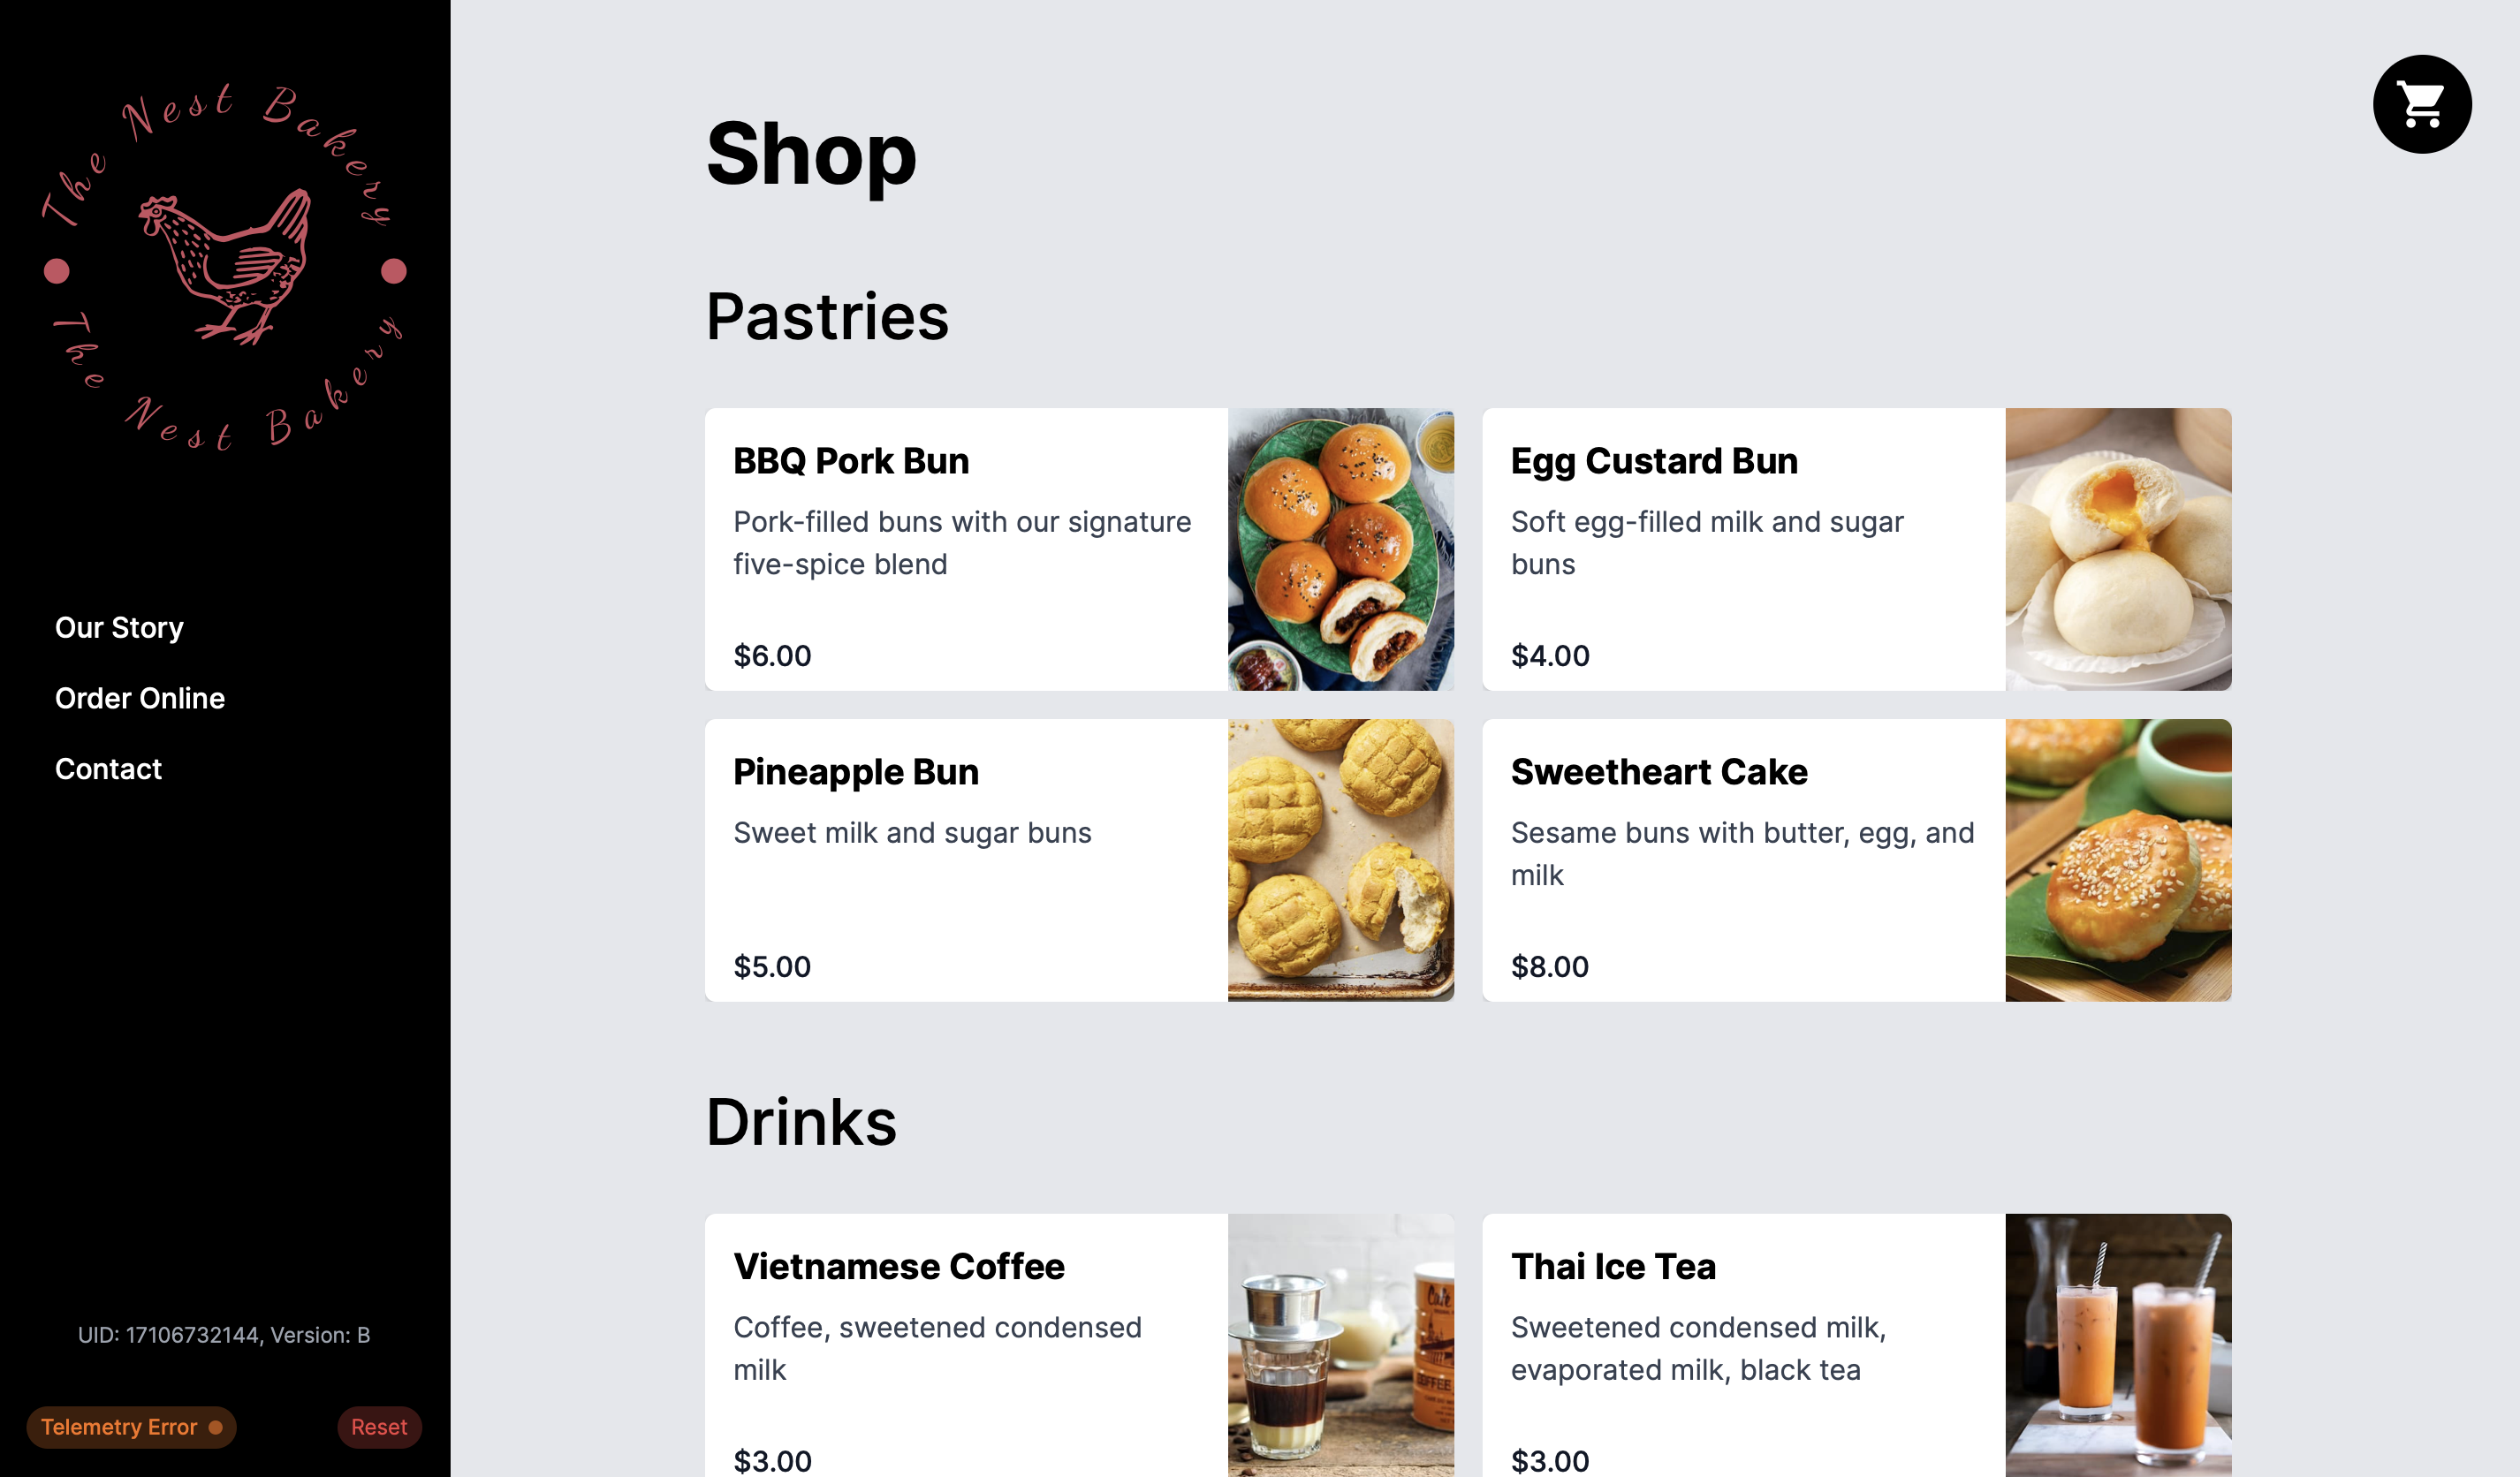 The Nest Bakery
The Nest Bakery
Our Story
Order Online
Contact
UID: 17106732144, Version: B
Telemetry Error
Reset
Shop
Pastries
BBQ Pork Bun
Pork-filled buns with our signature
five-spice blend
$6.00
Egg Custard Bun
Soft egg-filled milk and sugar
buns
$4.00
Pineapple Bun
Sweet milk and sugar buns
$5.00
Sweetheart Cake
Sesame buns with butter, egg, and
milk
$8.00
Drinks
Vietnamese Coffee
Coffee, sweetened condensed
milk
$3.00
Thai Ice Tea
Sweetened condensed milk,
evaporated milk, black tea
$3.00